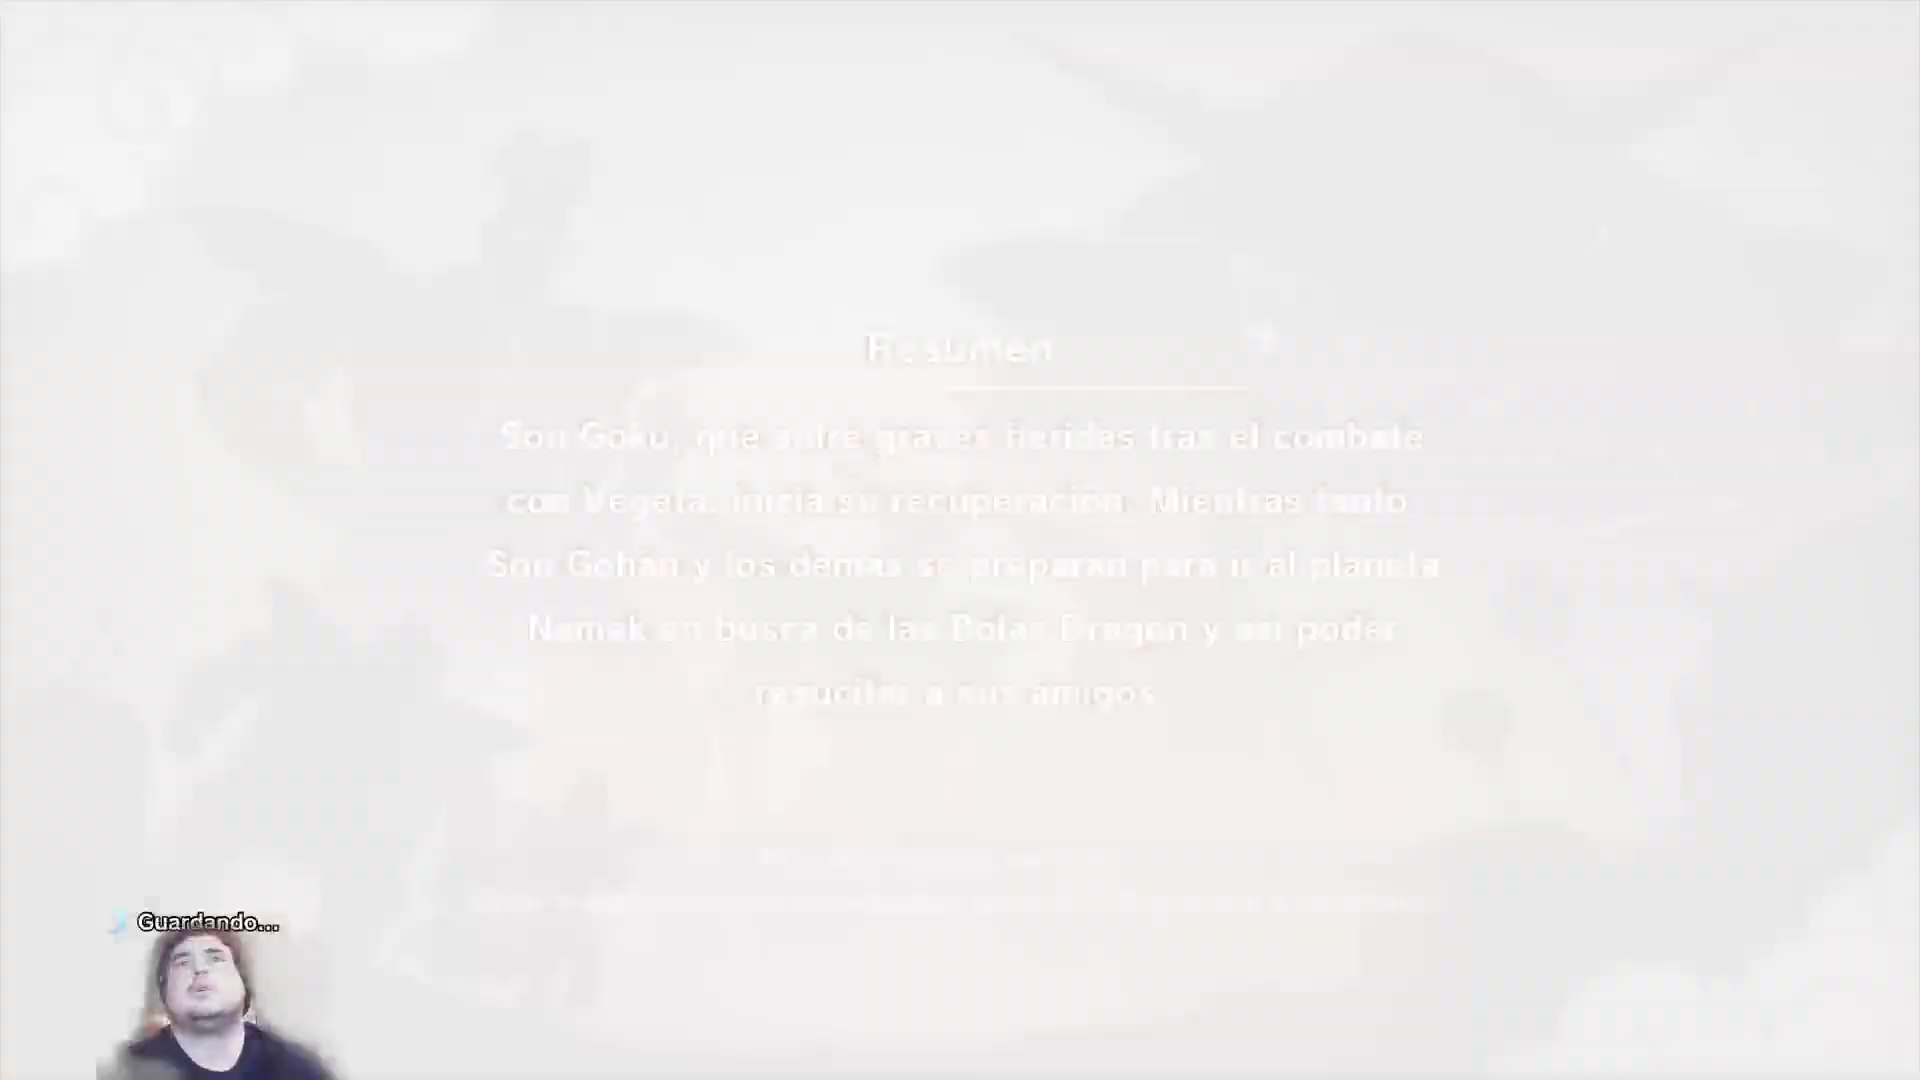 Resumen
Son Goku, que sufre graves heridas tras el combate
con Vegeta, inicia su recuperación. Mientras tanto
Son Gohan y los demás se preparan para ir al planeta
Namek en busca de las Bolas Dragon y así poder
resucitar a sus amigos.
Guardando...